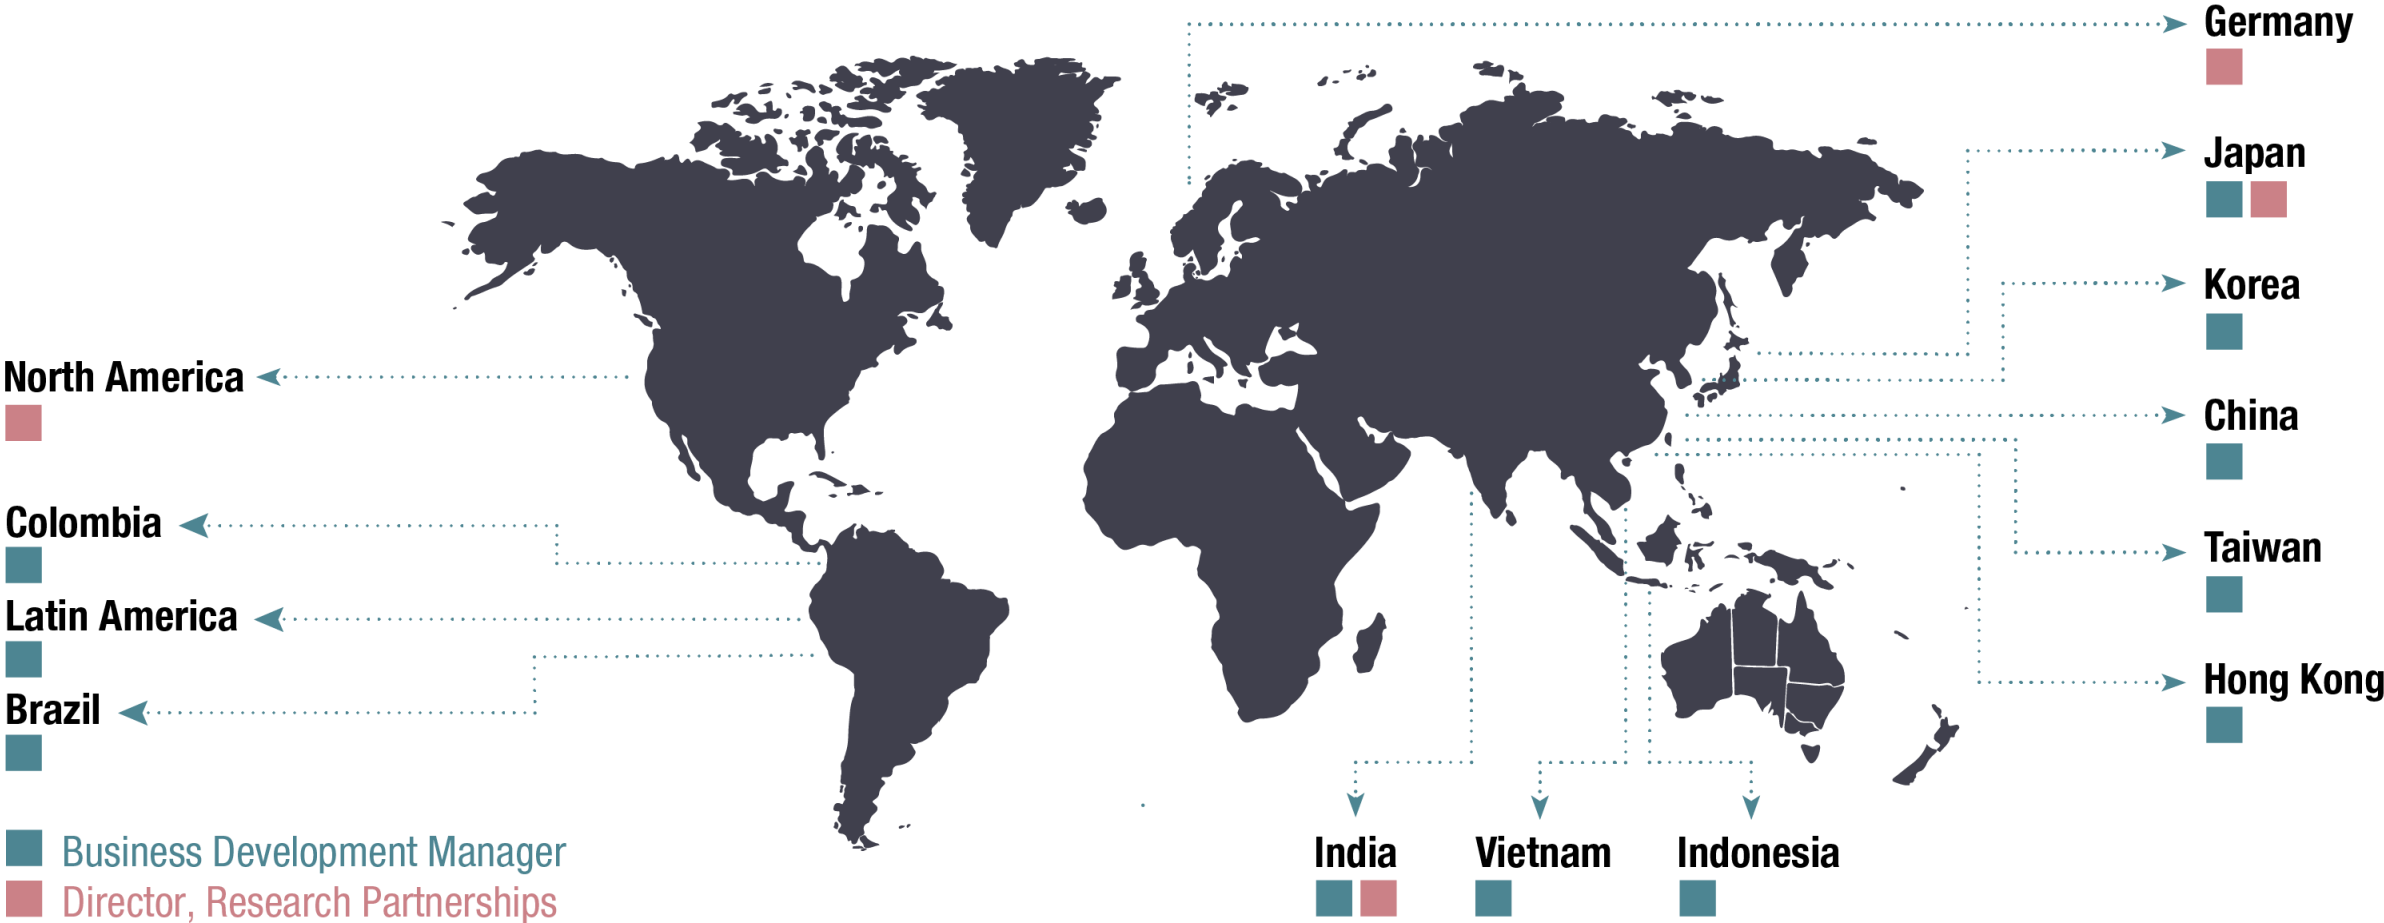 Germany
Japan
Korea
China
Taiwan
Hong Kong
North America
Colombia
Latin America
Brazil
Business Development Manager
Director, Research Partnerships
India
Vietnam
Indonesia